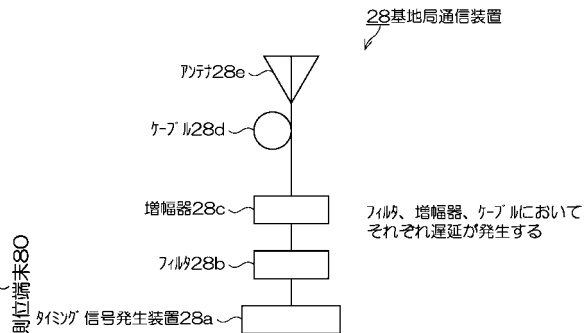 28基地局通信装置
アンテナ28e
ケーブル28d
増幅器28c
フィルタ、増幅器、ケーブルにおいて
それぞれ遅延が発生する
フィルタ28b
タイミング信号発生装置28a
測位端末80